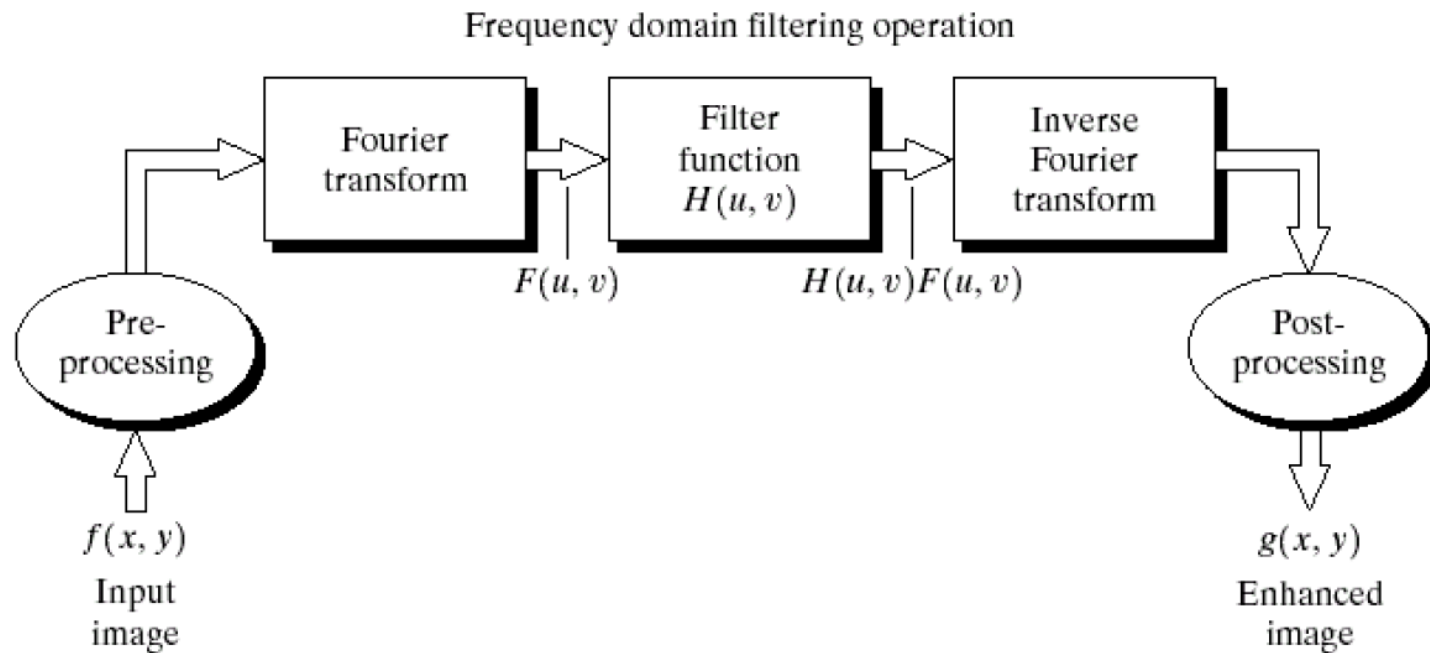 Frequency domain filtering operation
Fourier
transform
Filter
function
H(u, v)
Inverse
Fourier
transform
F(u, v)
H(u, v)F(u, v)
Pre-
processing
Post-
processing
f(x, y)
Input
image
g(x, y)
Enhanced
image